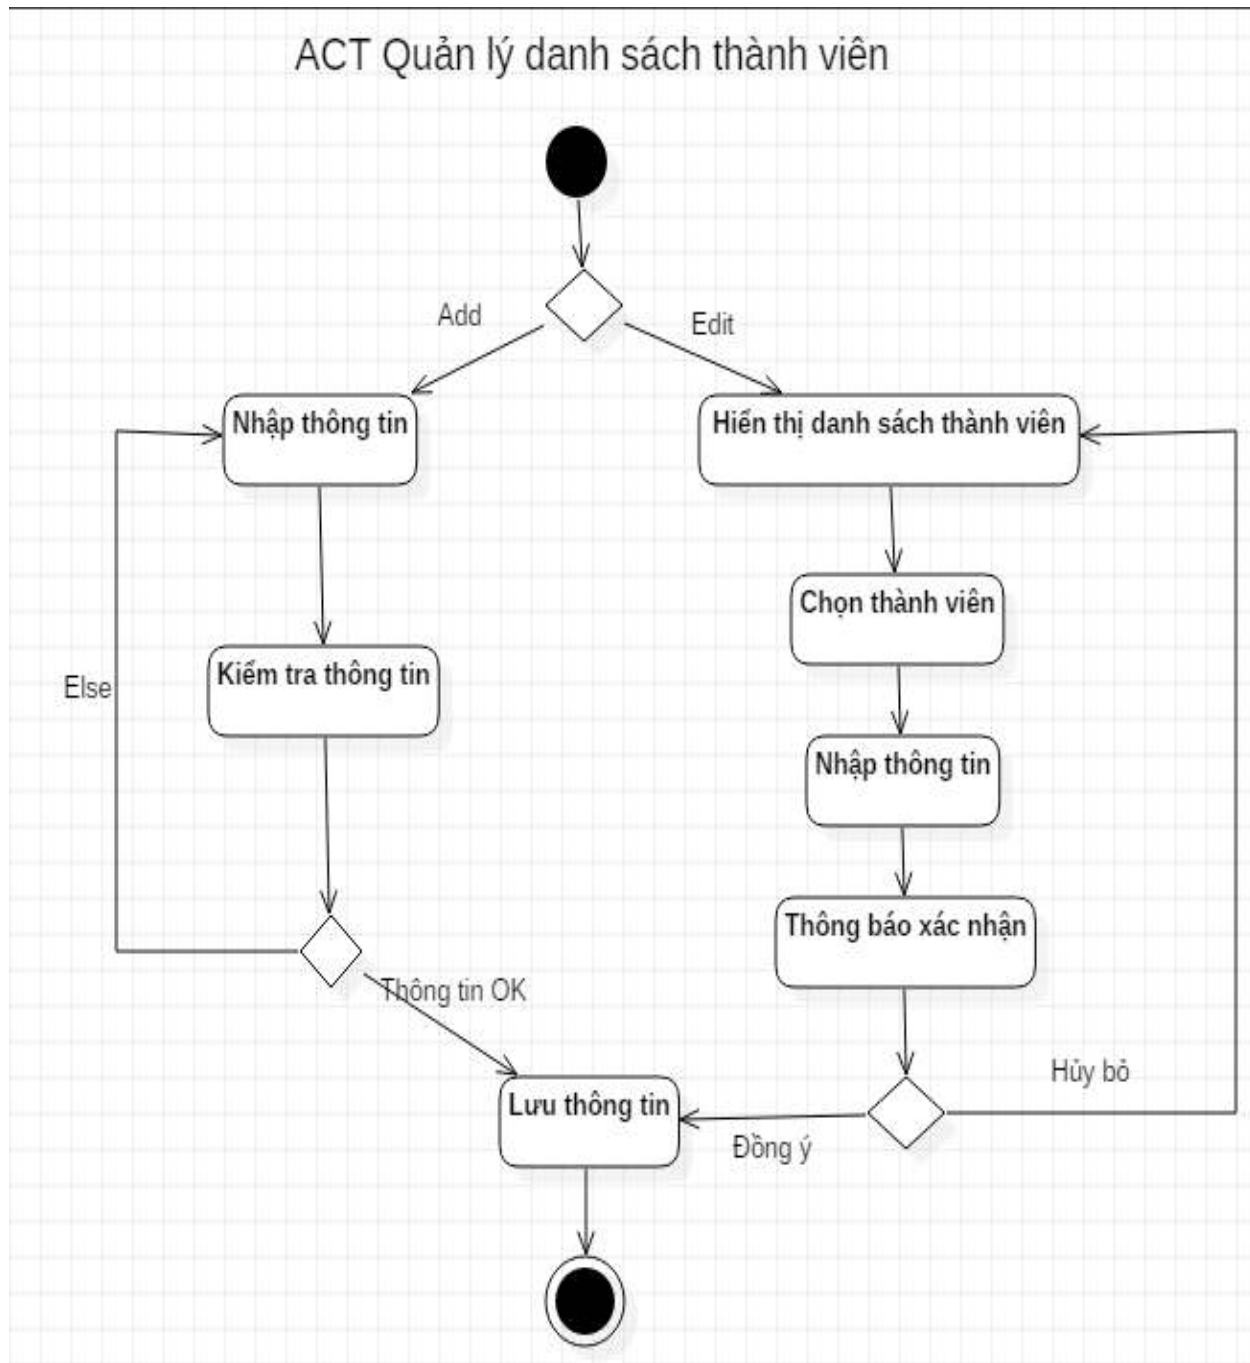 ACT Quản lý danh sách thành viên
Add
Edit
Nhập thông tin
Hiển thị danh sách thành viên
Chọn thành viên
Kiểm tra thông tin
Else
Nhập thông tin
Thông báo xác nhận
Thông tin OK
Hủy bỏ
Lưu thông tin
Đồng ý